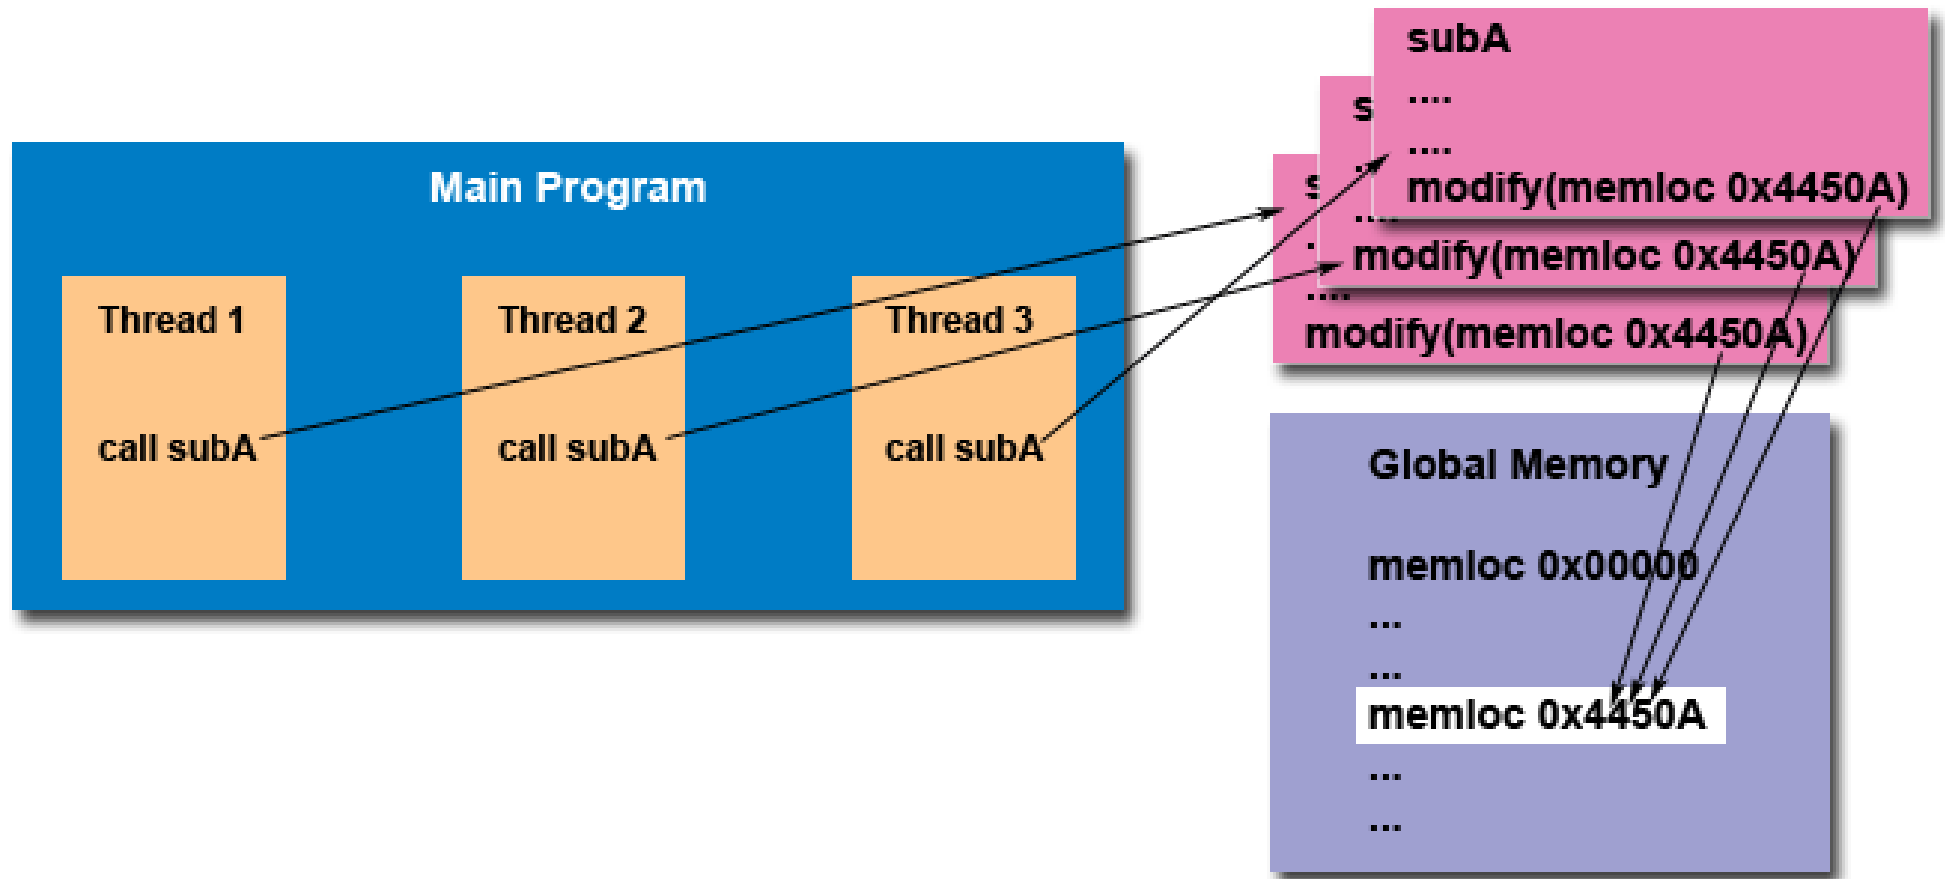 Main Program
Thread 1
call subA
Thread 2
call subA
Thread 3
call subA
subA
....
....
modify(memloc 0x4450A)
s
..
....
modify(memloc 0x4450A)
s
.
....
modify(memloc 0x4450A)
Global Memory
memloc 0x00000
...
...
memloc 0x4450A
...
...